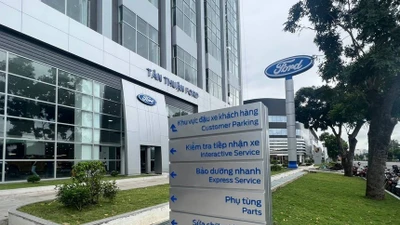 TÂN THUẬN FORD
Ford
Ford
Khu vực đậu xe khách hàng
Customer Parking
Kiểm tra tiếp nhận xe
Interactive Service
Bảo dưỡng nhanh
Express Service
Phụ tùng
Parts